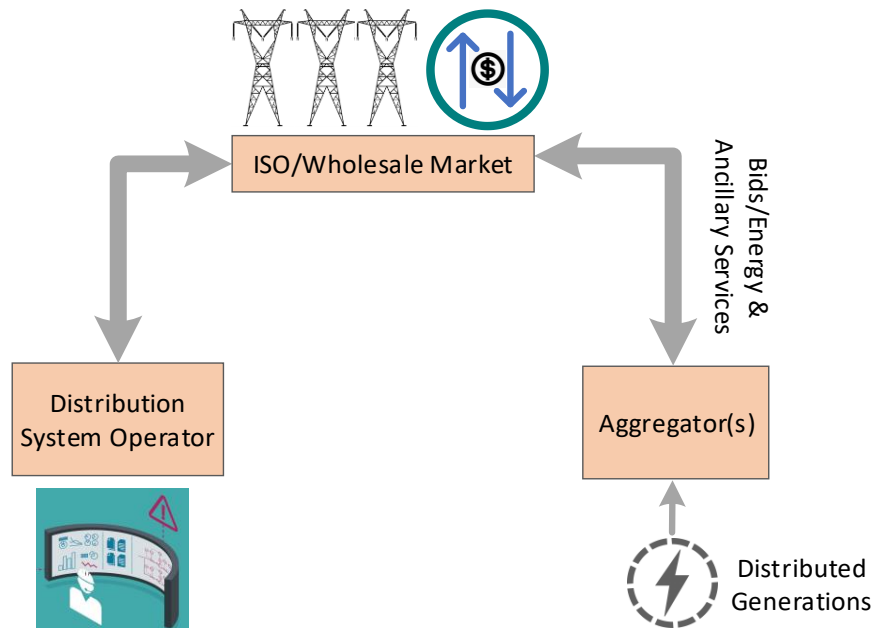 $
ISO/Wholesale Market
Bids/Energy &
Ancillary Services
Distribution
System Operator
Aggregator(s)
!
Distributed
Generations